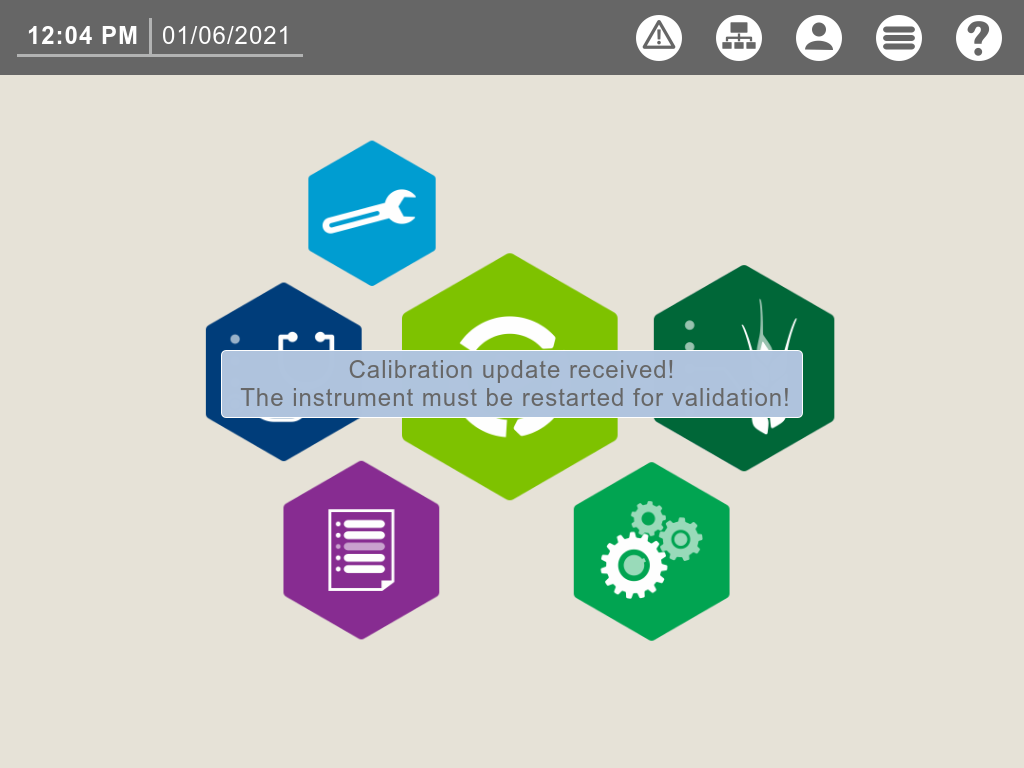 12:04 PM 01/06/2021
Calibration update received!
The instrument must be restarted for validation!